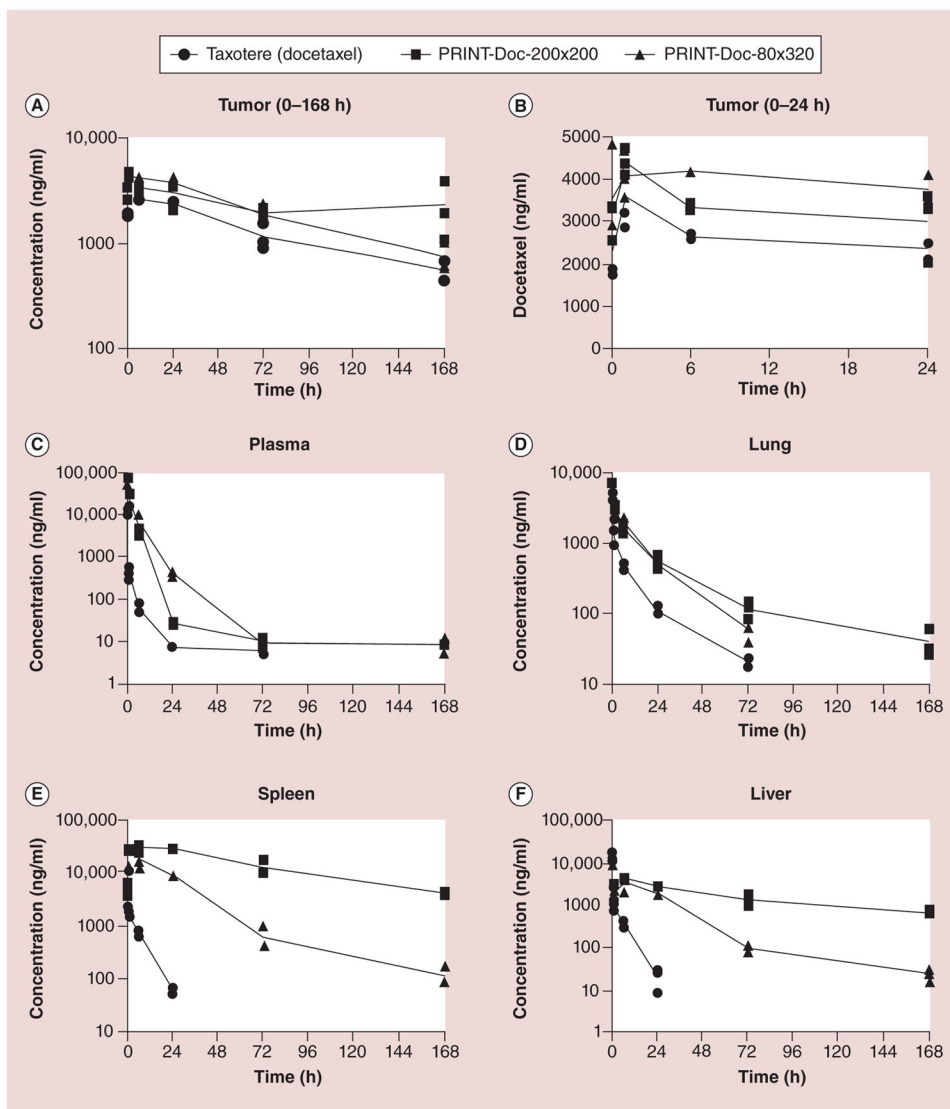 Taxotere (docetaxel) PRINT-Doc-200x200 PRINT-Doc-80x320
A Tumor (0–168 h)
Concentration (ng/ml)
10,000
1000
100
0 24 48 72 96 120 144 168
Time (h)
B Tumor (0–24 h)
Docetaxel (ng/ml)
5000
4000
3000
2000
1000
0
0 6 12 18 24
Time (h)
C Plasma
Concentration (ng/ml)
100,000
10,000
1000
100
10
1
0 24 48 72 96 120 144 168
Time (h)
D Lung
Concentration (ng/ml)
10,000
1000
100
10
0 24 48 72 96 120 144 168
Time (h)
E Spleen
Concentration (ng/ml)
100,000
10,000
1000
100
10
0 24 48 72 96 120 144 168
Time (h)
F Liver
Concentration (ng/ml)
100,000
10,000
1000
100
10
1
0 24 48 72 96 120 144 168
Time (h)